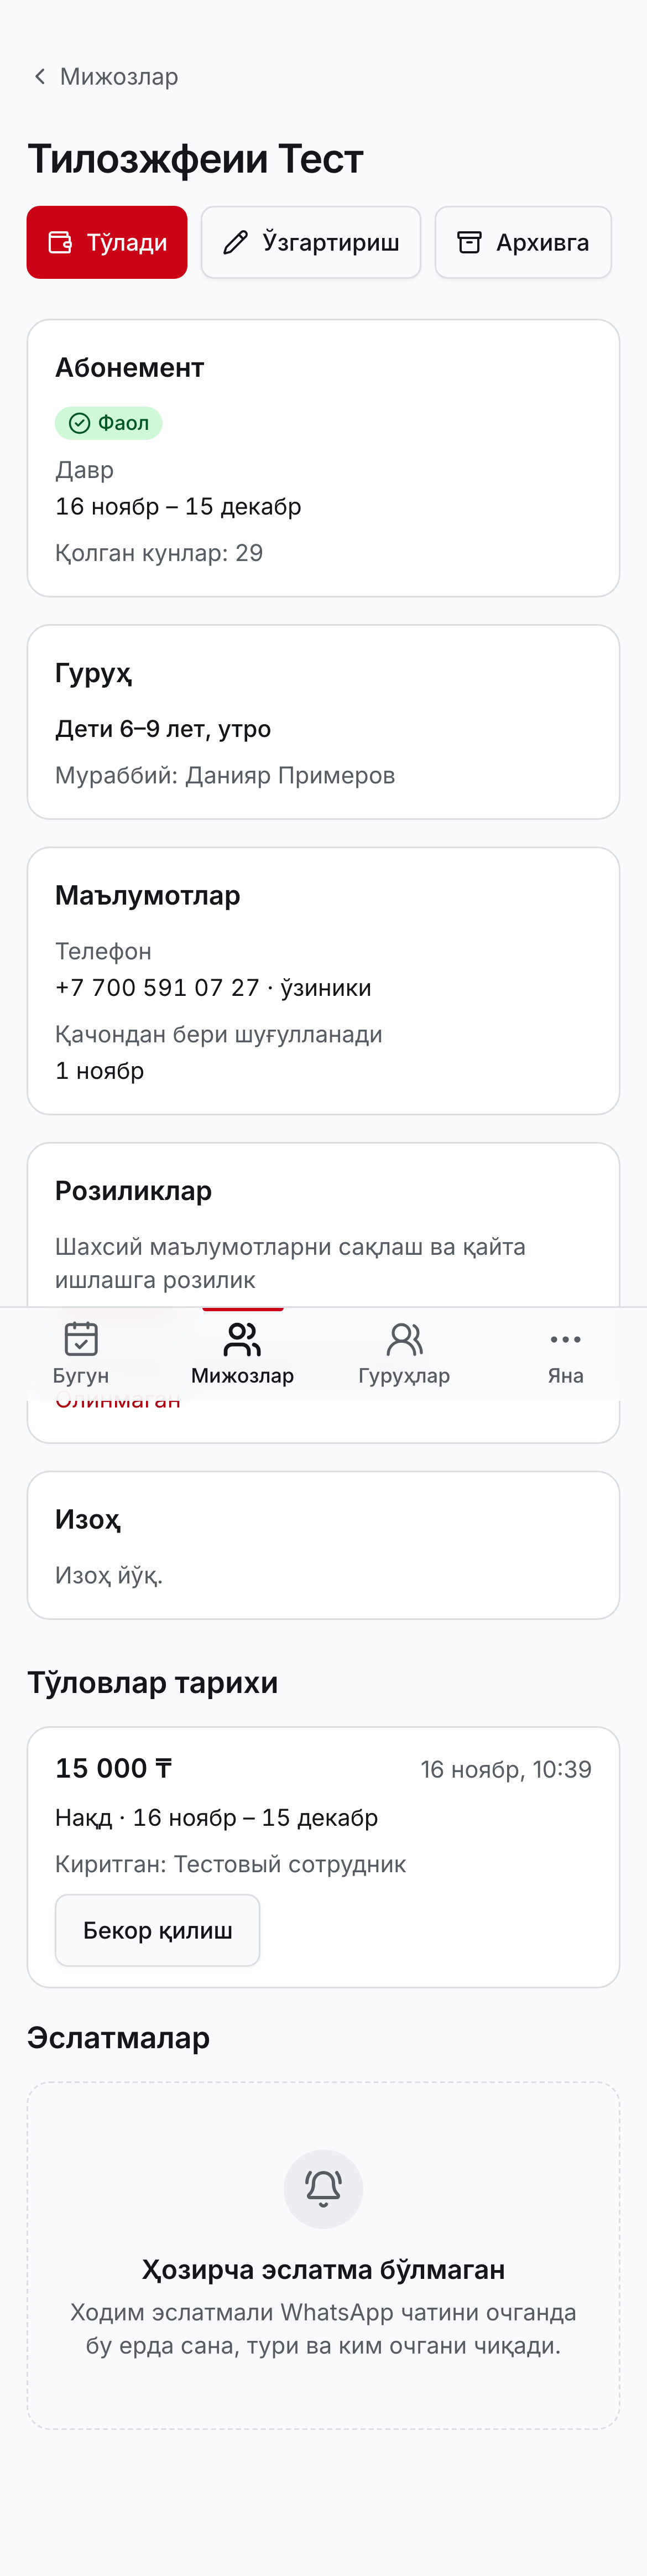 Мижозлар
Тилозжфеии Тест
Тўлади
Ўзгартириш
Архивга
Абонемент
Фаол
Давр
16 ноябр – 15 декабр
Қолган кунлар: 29
Гуруҳ
Дети 6–9 лет, утро
Мураббий: Данияр Примеров
Маълумотлар
Телефон
+7 700 591 07 27 · ўзиники
Қачондан бери шуғулланади
1 ноябр
Розиликлар
Шахсий маълумотларни сақлаш ва қайта
ишлашга розилик
Бугун
Мижозлар
Гуруҳлар
Яна
Олинмаган
Изоҳ
Изоҳ йўқ.
Тўловлар тарихи
15 000 ₸
16 ноябр, 10:39
Нақд · 16 ноябр – 15 декабр
Киритган: Тестовый сотрудник
Бекор қилиш
Эслатмалар
Ҳозирча эслатма бўлмаган
Ходим эслатмали WhatsApp чатини очганда
бу ерда сана, тури ва ким очгани чиқади.